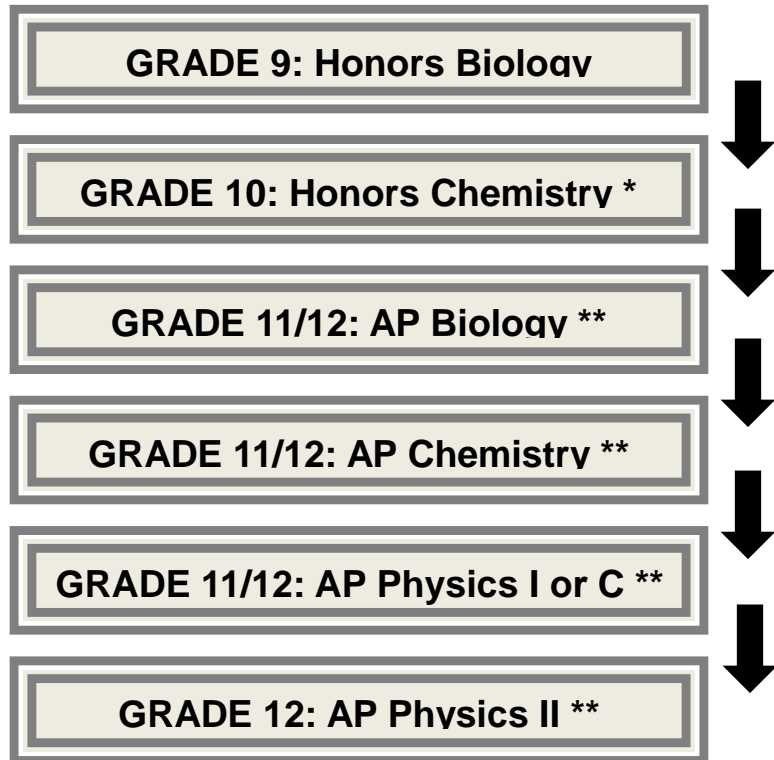 GRADE 9: Honors Biology
GRADE 10: Honors Chemistry *
GRADE 11/12: AP Biology **
GRADE 11/12: AP Chemistry **
GRADE 11/12: AP Physics I or C **
GRADE 12: AP Physics II **